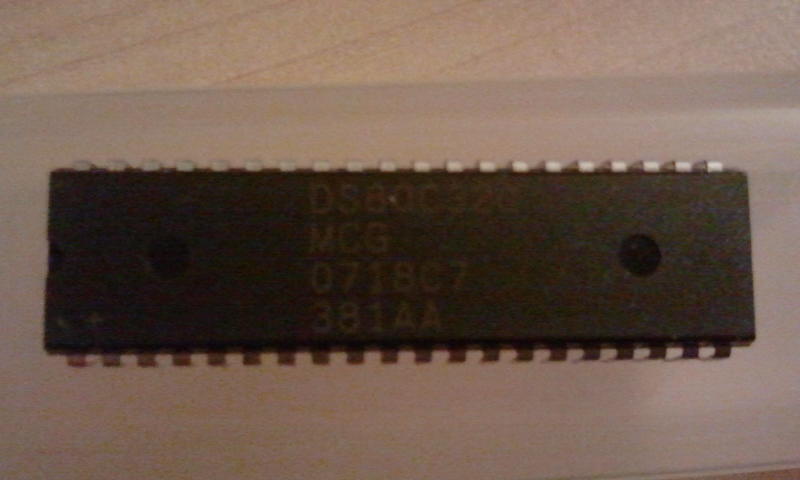 DS80C320
MCG
0718C7
381AA
+